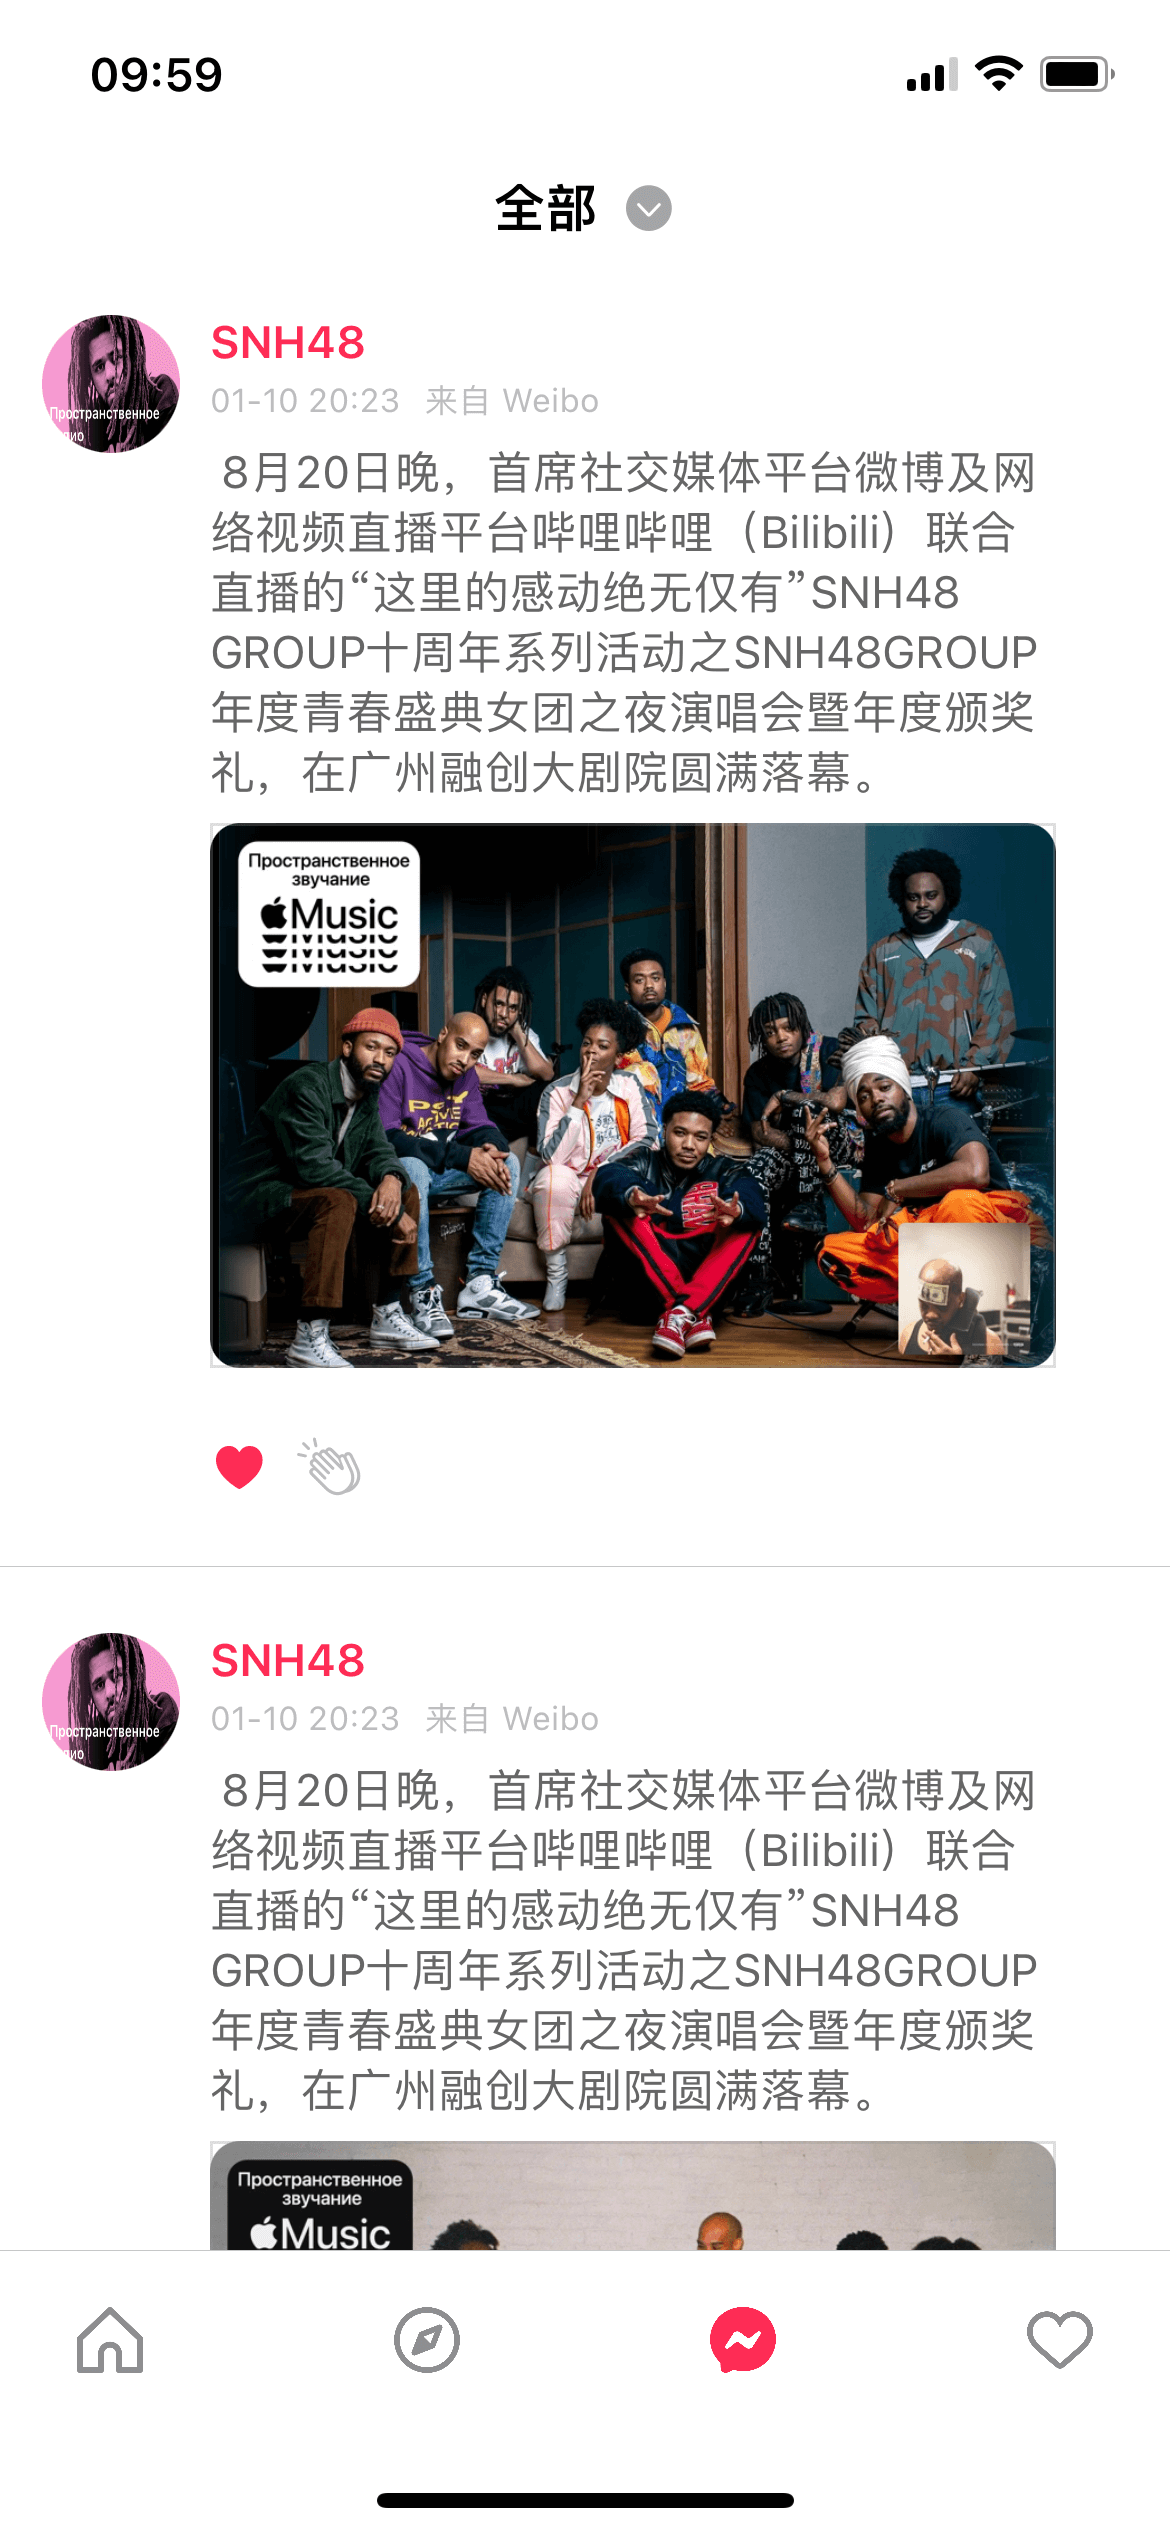 09:59
全部
SNH48
01-10 20:23 来自 Weibo
8月20日晚，首席社交媒体平台微博及网
络视频直播平台哔哩哔哩（Bilibili）联合
直播的“这里的感动绝无仅有”SNH48
GROUP十周年系列活动之SNH48GROUP
年度青春盛典女团之夜演唱会暨年度颁奖
礼，在广州融创大剧院圆满落幕。
Пространственное
Пространственное
звучание
Music
Music
Music
SNH48
01-10 20:23 来自 Weibo
Пространственное
8月20日晚，首席社交媒体平台微博及网
络视频直播平台哔哩哔哩（Bilibili）联合
直播的“这里的感动绝无仅有”SNH48
GROUP十周年系列活动之SNH48GROUP
年度青春盛典女团之夜演唱会暨年度颁奖
礼，在广州融创大剧院圆满落幕。
Пространственное
звучание
Music